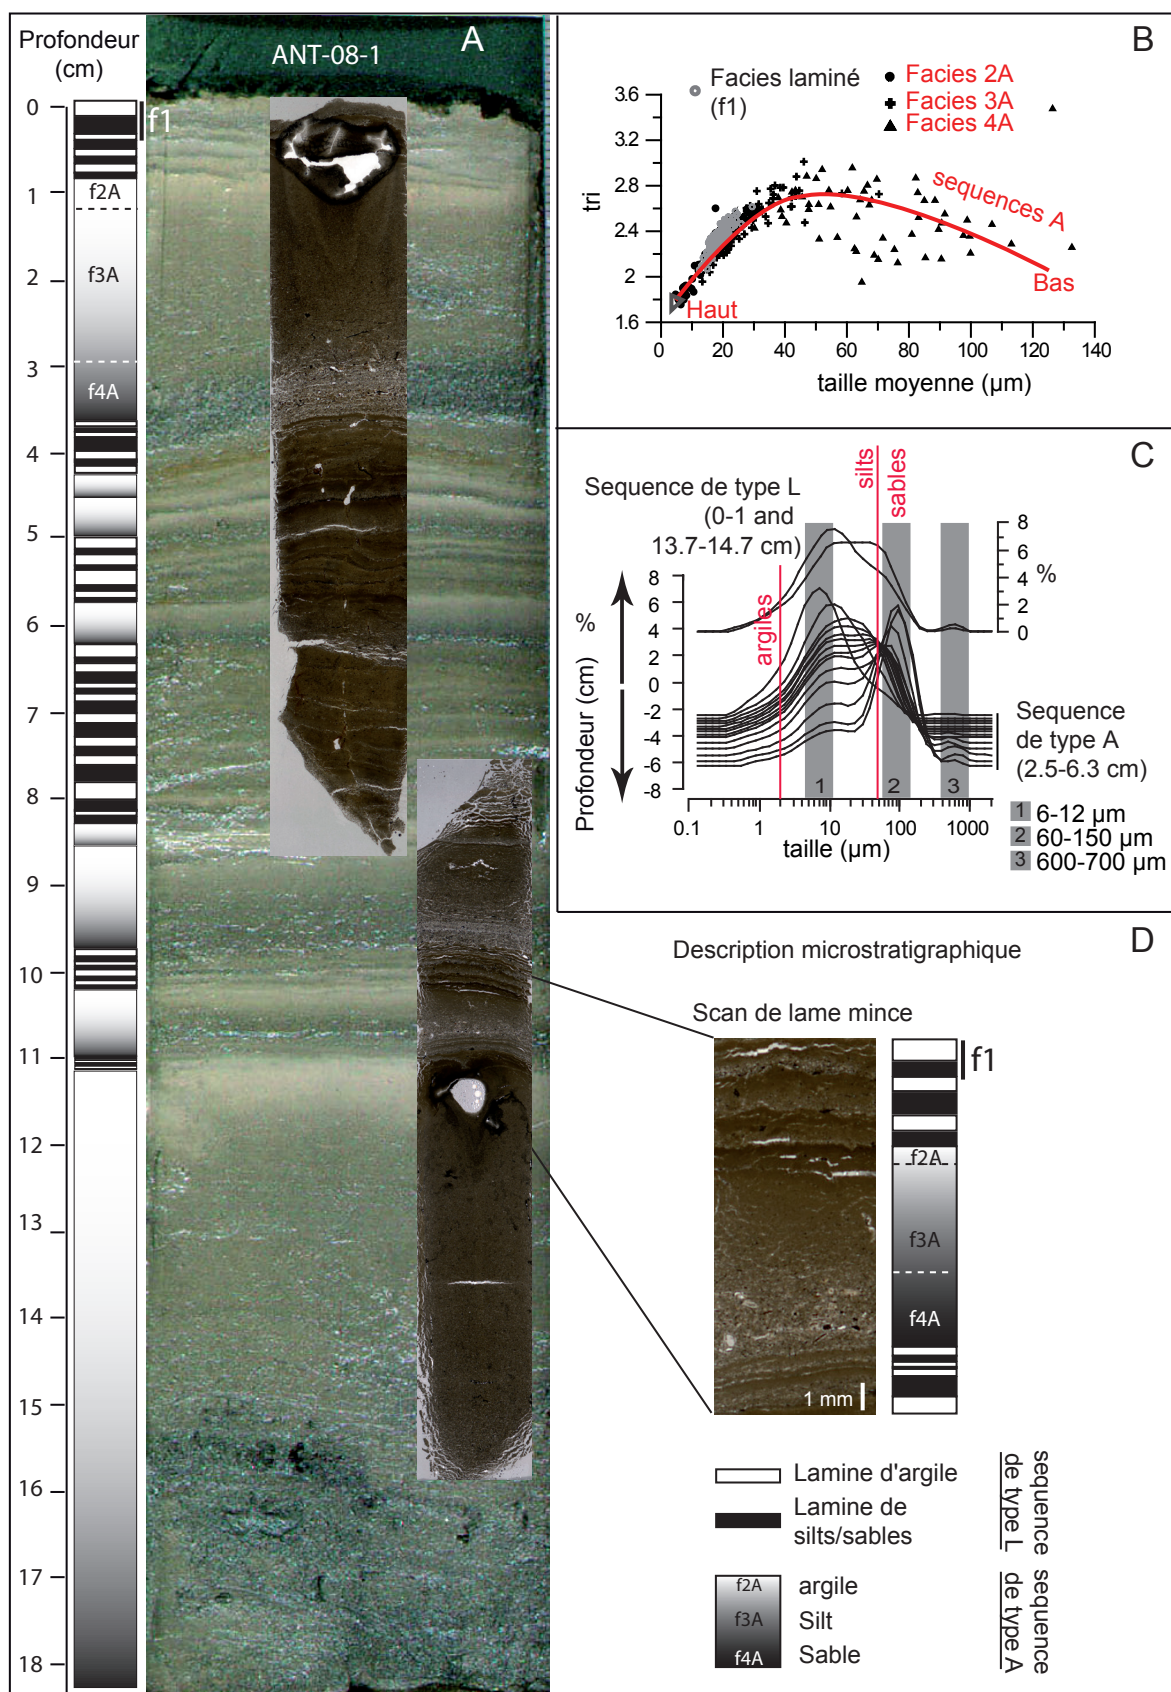 Profondeur
(cm)
ANT-08-1
A
0
f1
1
f2A
2
f3A
3
f4A
4
5
6
7
8
9
10
11
12
13
14
15
16
17
18
B
Facies laminé
(f1)
Facies 2A
Facies 3A
Facies 4A
3.6
3.2
2.8
2.4
2
1.6
tri
sequences A
Bas
Haut
0 20 40 60 80 100 120 140
taille moyenne (µm)
C
Sequence de type L
(0-1 and
13.7-14.7 cm)
silts
sables
argiles
8
6
4
2
0
%
8
6
4
2
0
-2
-4
-6
-8
%
Profondeur (cm)
1 2 3
0.1 1 10 100 1000
taille (µm)
Sequence
de type A
(2.5-6.3 cm)
1 6-12 µm
2 60-150 µm
3 600-700 µm
D
Description microstratigraphique
Scan de lame mince
f1
f2A
f3A
f4A
1 mm
Lamine d'argile
Lamine de
silts/sables
sequence
de type L
f2A argile
f3A Silt
f4A Sable
sequence
de type A